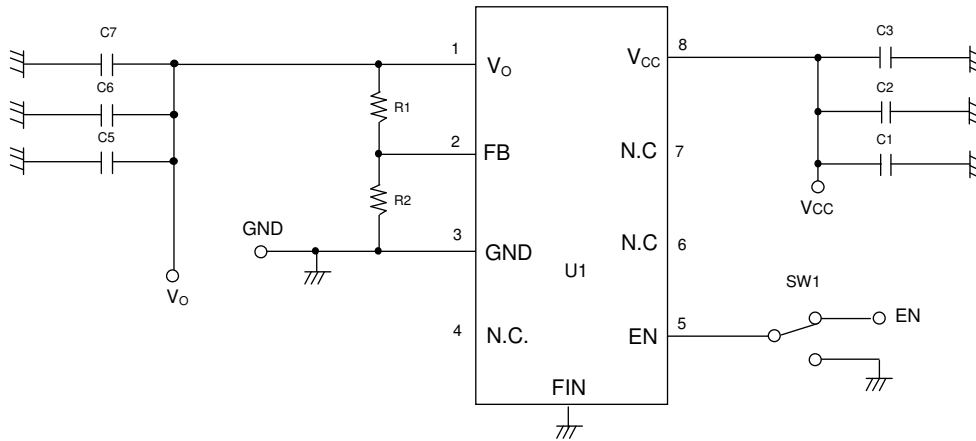 C7
C6
C5
1
VO
R1
2
FB
R2
GND
3
GND
VO
4
N.C.
U1
FIN
8
VCC
C3
C2
C1
N.C
7
VCC
N.C
6
SW1
5
EN
EN